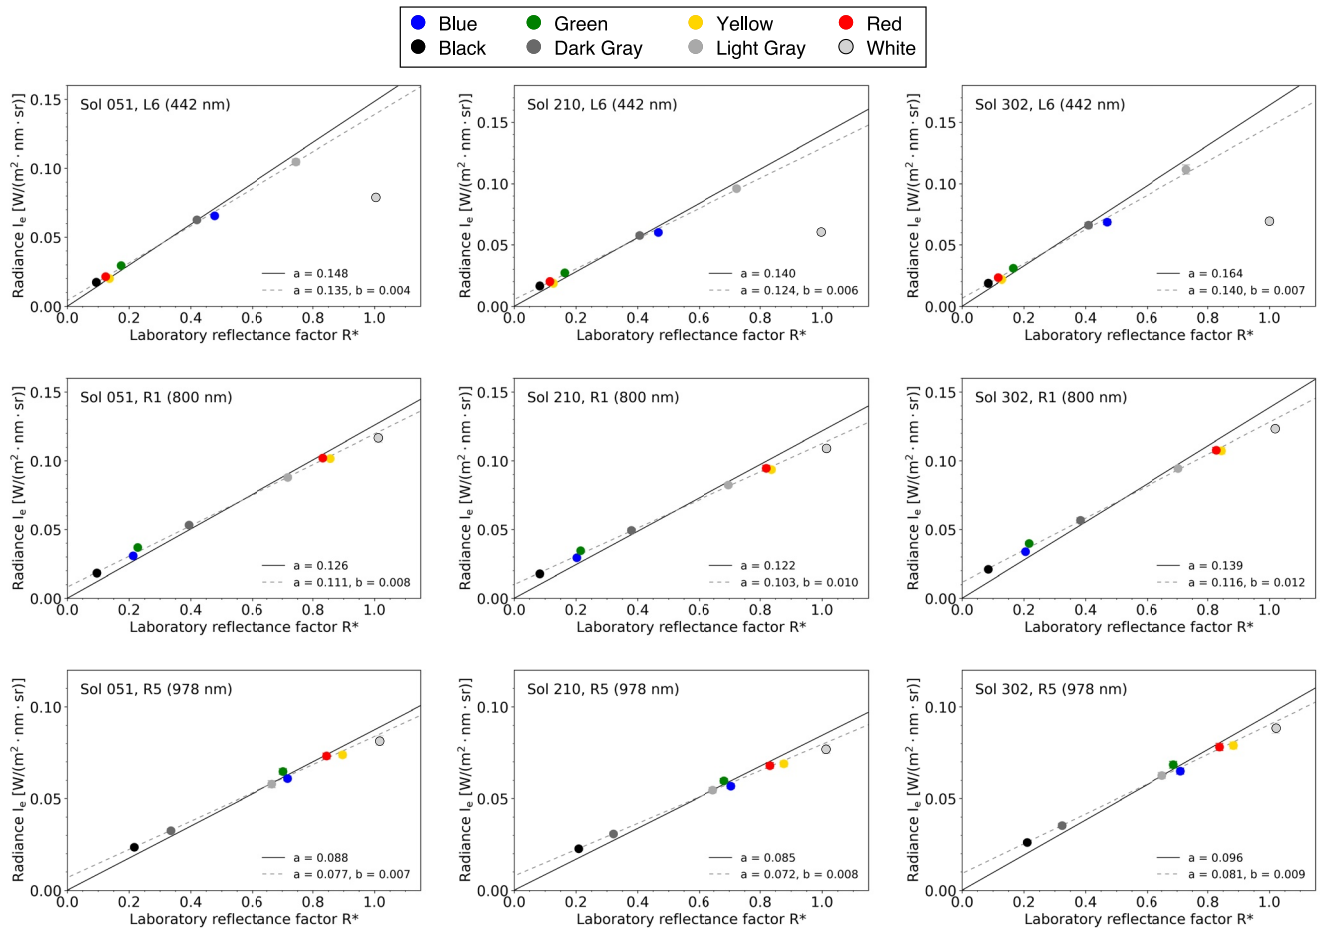 Blue Green Yellow Red
Black Dark Gray Light Gray White
Sol 051, L6 (442 nm)
Radiance Iₑ [W/(m² · nm · sr)]
0.15
0.10
0.05
0.00
a = 0.148
a = 0.135, b = 0.004
0.0 0.2 0.4 0.6 0.8 1.0
Laboratory reflectance factor R*
Sol 210, L6 (442 nm)
Radiance Iₑ [W/(m² · nm · sr)]
0.15
0.10
0.05
0.00
a = 0.140
a = 0.124, b = 0.006
0.0 0.2 0.4 0.6 0.8 1.0
Laboratory reflectance factor R*
Sol 302, L6 (442 nm)
Radiance Iₑ [W/(m² · nm · sr)]
0.15
0.10
0.05
0.00
a = 0.164
a = 0.140, b = 0.007
0.0 0.2 0.4 0.6 0.8 1.0
Laboratory reflectance factor R*
Sol 051, R1 (800 nm)
Radiance Iₑ [W/(m² · nm · sr)]
0.15
0.10
0.05
0.00
a = 0.126
a = 0.111, b = 0.008
0.0 0.2 0.4 0.6 0.8 1.0
Laboratory reflectance factor R*
Sol 210, R1 (800 nm)
Radiance Iₑ [W/(m² · nm · sr)]
0.15
0.10
0.05
0.00
a = 0.122
a = 0.103, b = 0.010
0.0 0.2 0.4 0.6 0.8 1.0
Laboratory reflectance factor R*
Sol 302, R1 (800 nm)
Radiance Iₑ [W/(m² · nm · sr)]
0.15
0.10
0.05
0.00
a = 0.139
a = 0.116, b = 0.012
0.0 0.2 0.4 0.6 0.8 1.0
Laboratory reflectance factor R*
Sol 051, R5 (978 nm)
Radiance Iₑ [W/(m² · nm · sr)]
0.10
0.05
0.00
a = 0.088
a = 0.077, b = 0.007
0.0 0.2 0.4 0.6 0.8 1.0
Laboratory reflectance factor R*
Sol 210, R5 (978 nm)
Radiance Iₑ [W/(m² · nm · sr)]
0.10
0.05
0.00
a = 0.085
a = 0.072, b = 0.008
0.0 0.2 0.4 0.6 0.8 1.0
Laboratory reflectance factor R*
Sol 302, R5 (978 nm)
Radiance Iₑ [W/(m² · nm · sr)]
0.10
0.05
0.00
a = 0.096
a = 0.081, b = 0.009
0.0 0.2 0.4 0.6 0.8 1.0
Laboratory reflectance factor R*